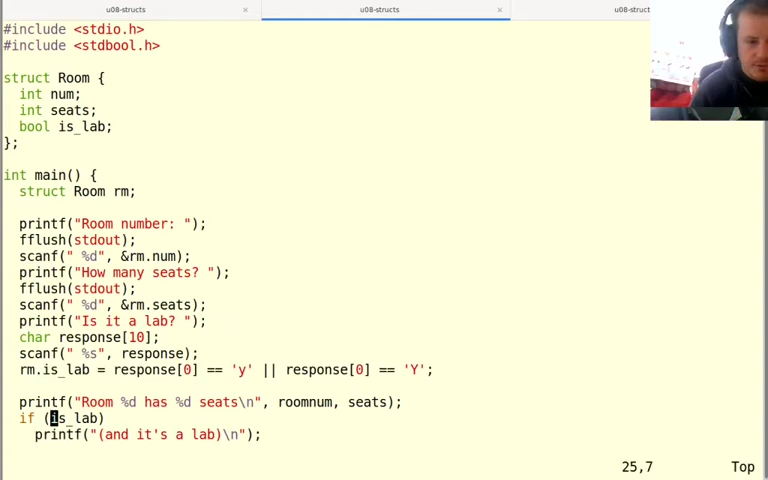 u08-structs × u08-structs × u08-struct
#include <stdio.h>
#include <stdbool.h>
struct Room {
  int num;
  int seats;
  bool is_lab;
};
int main() {
  struct Room rm;
  printf("Room number: ");
  fflush(stdout);
  scanf(" %d", &rm.num);
  printf("How many seats? ");
  fflush(stdout);
  scanf(" %d", &rm.seats);
  printf("Is it a lab? ");
  char response[10];
  scanf(" %s", response);
  rm.is_lab = response[0] == 'y' || response[0] == 'Y';
  printf("Room %d has %d seats\n", roomnum, seats);
  if (is_lab)
    printf("(and it's a lab)\n");
25,7 Top